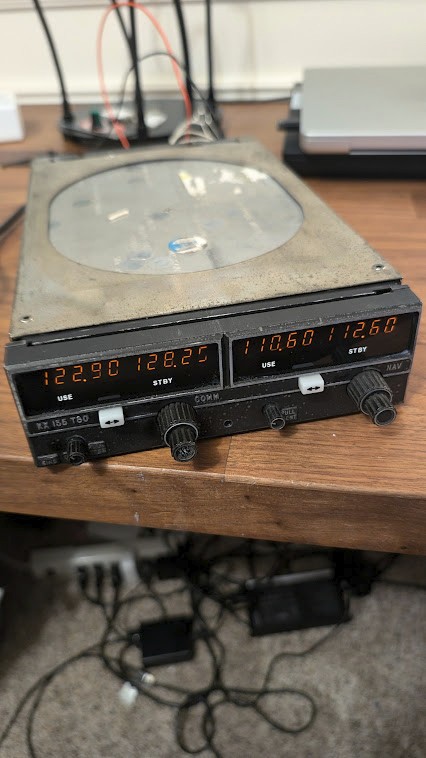 122.90 128.25 110.60 112.60
USE STBY USE STBY
COMM NAV
KX 155 TSO
PULL